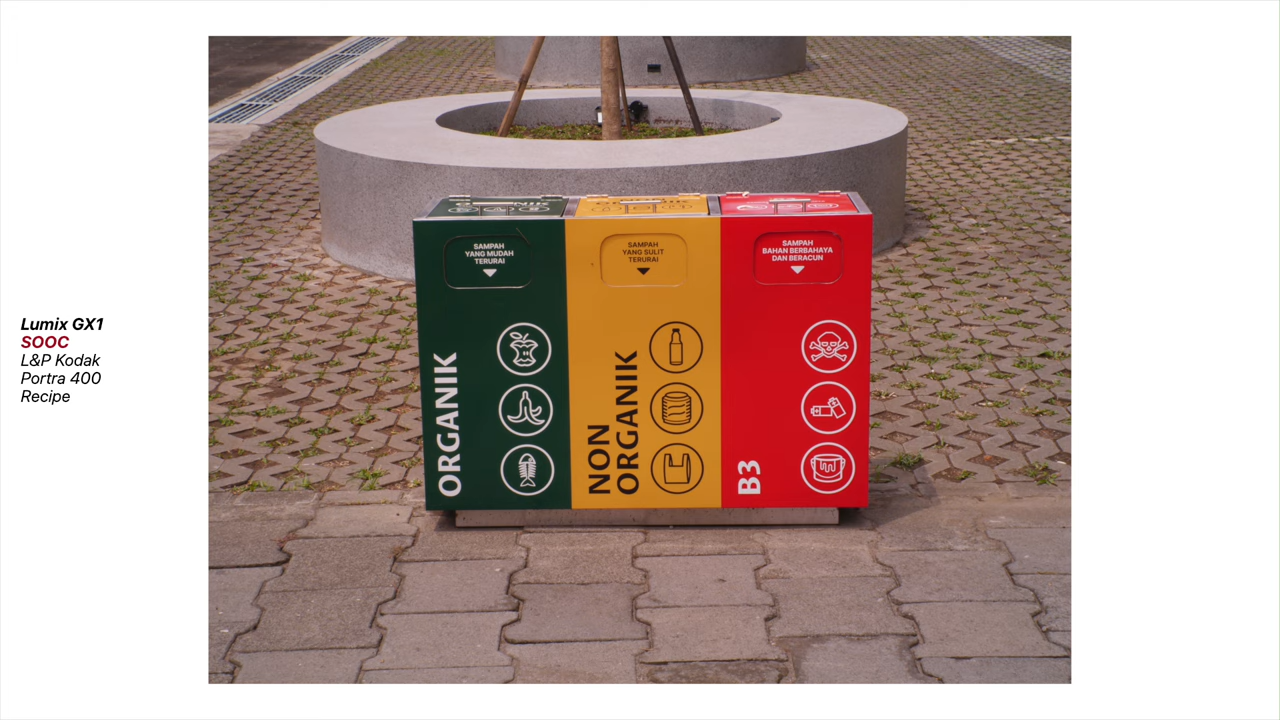 Lumix GX1
SOOC
L&P Kodak
Portra 400
Recipe
SAMPAH
YANG MUDAH
TERURAI
ORGANIK
SAMPAH
YANG SULIT
TERURAI
NON
ORGANIK
SAMPAH
BAHAN BERBAHAYA
DAN BERACUN
B3